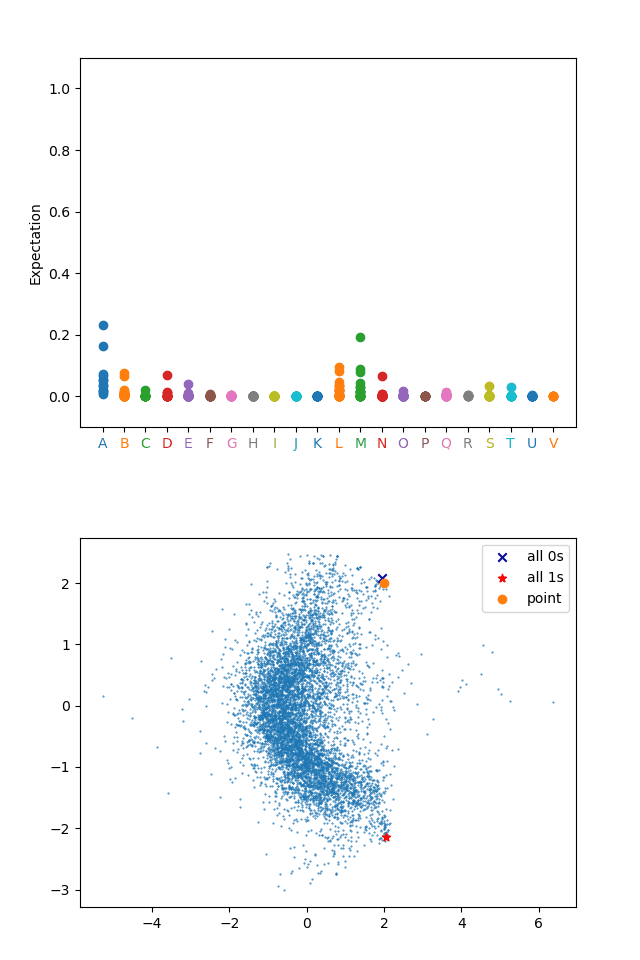 1.0
0.8
0.6
0.4
0.2
0.0
Expectation
A B C D E F G H I J K L M N O P Q R S T U V
all 0s
all 1s
point
2
1
0
−1
−2
−3
−4 −2 0 2 4 6